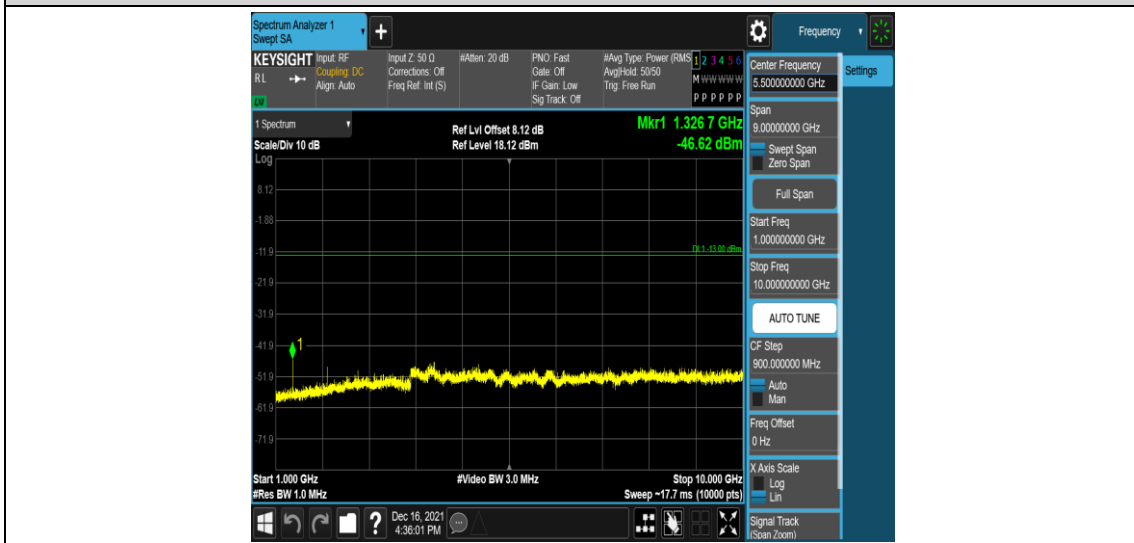 Spectrum Analyzer 1
Swept SA
+
Frequency
KEYSIGHT
RL
Input: RF
Coupling: DC
Align: Auto
Input Z: 50 Ω
Corrections: Off
Freq Ref: Int (S)
#Atten: 20 dB
PNO: Fast
Gate: Off
IF Gain: Low
Sig Track: Off
#Avg Type: Power (RMS
Avg|Hold: 50/50
Trig: Free Run
1 2 3 4 5 6
M W W W W W
P P P P P P
1 Spectrum
Scale/Div 10 dB
Log
Ref Lvl Offset 8.12 dB
Ref Level 18.12 dBm
Mkr1 1.326 7 GHz
-46.62 dBm
8.12
-1.88
-11.9
DL1 -13.00 dBm
-21.9
-31.9
-41.9
1
-51.9
-61.9
-71.9
Start 1.000 GHz
#Res BW 1.0 MHz
#Video BW 3.0 MHz
Stop 10.000 GHz
Sweep ~17.7 ms (10000 pts)
?
Dec 16, 2021
4:36:01 PM
Center Frequency
5.500000000 GHz
Settings
Span
9.00000000 GHz
Swept Span
Zero Span
Full Span
Start Freq
1.000000000 GHz
Stop Freq
10.000000000 GHz
AUTO TUNE
CF Step
900.000000 MHz
Auto
Man
Freq Offset
0 Hz
X Axis Scale
Log
Lin
Signal Track
(Span Zoom)